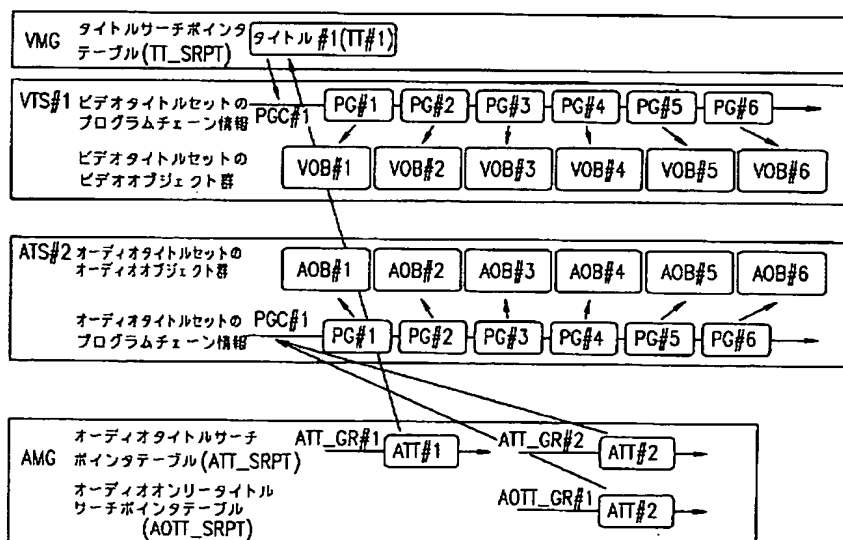 VMG
タイトルサーチポインタ
テーブル(TT_SRPT)
タイトル #1(TT#1)
VTS#1
ビデオタイトルセットの
プログラムチェーン情報
PGC#1
PG#1
PG#2
PG#3
PG#4
PG#5
PG#6
ビデオタイトルセットの
ビデオオブジェクト群
VOB#1
VOB#2
VOB#3
VOB#4
VOB#5
VOB#6
ATS#2
オーディオタイトルセットの
オーディオオブジェクト群
AOB#1
AOB#2
AOB#3
AOB#4
AOB#5
AOB#6
オーディオタイトルセットの
プログラムチェーン情報
PGC#1
PG#1
PG#2
PG#3
PG#4
PG#5
PG#6
AMG
オーディオタイトルサーチ
ポインタテーブル(ATT_SRPT)
ATT_GR#1
ATT#1
ATT_GR#2
ATT#2
オーディオオンリータイトル
サーチポインタテーブル
(AOTT_SRPT)
AOTT_GR#1
ATT#2